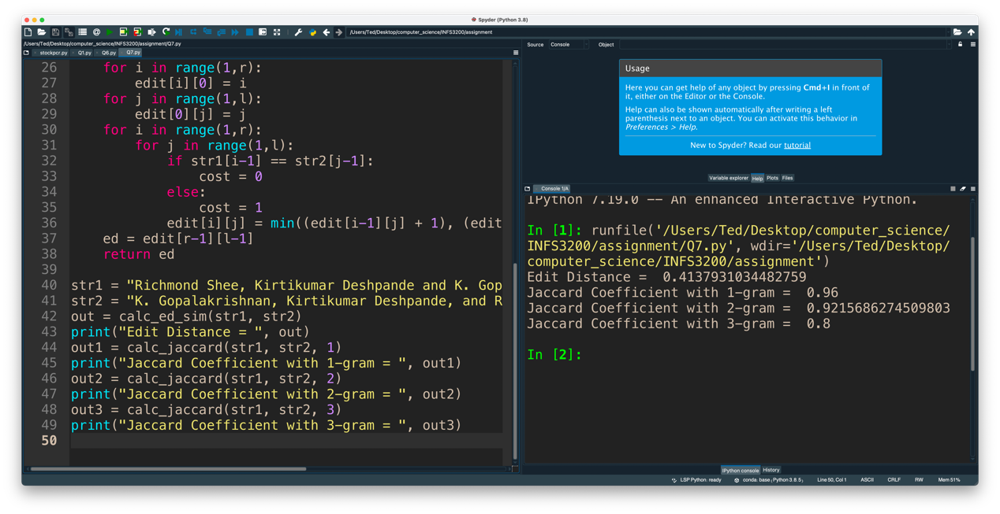 Spyder (Python 3.8)
/Users/Ted/Desktop/computer_science/INFS3200/assignment
/Users/Ted/Desktop/computer_science/INFS3200/assignment/Q7.py
stockpcr.py Q1.py Q6.py Q7.py
26 for i in range(1,r):
27 edit[i][0] = i
28 for j in range(1,l):
29 edit[0][j] = j
30 for i in range(1,r):
31 for j in range(1,l):
32 if str1[i-1] == str2[j-1]:
33 cost = 0
34 else:
35 cost = 1
36 edit[i][j] = min((edit[i-1][j] + 1), (edit
37 ed = edit[r-1][l-1]
38 return ed
39
40 str1 = "Richmond Shee, Kirtikumar Deshpande and K. Gop
41 str2 = "K. Gopalakrishnan, Kirtikumar Deshpande, and R
42 out = calc_ed_sim(str1, str2)
43 print("Edit Distance = ", out)
44 out1 = calc_jaccard(str1, str2, 1)
45 print("Jaccard Coefficient with 1-gram = ", out1)
46 out2 = calc_jaccard(str1, str2, 2)
47 print("Jaccard Coefficient with 2-gram = ", out2)
48 out3 = calc_jaccard(str1, str2, 3)
49 print("Jaccard Coefficient with 3-gram = ", out3)
50
Source Console Object
Usage
Here you can get help of any object by pressing Cmd+I in front of
it, either on the Editor or the Console.
Help can also be shown automatically after writing a left
parenthesis next to an object. You can activate this behavior in
Preferences > Help.
New to Spyder? Read our tutorial
Variable explorer Help Plots Files
Console 1/A
IPython 7.19.0 -- An enhanced Interactive Python.
In [1]: runfile('/Users/Ted/Desktop/computer_science/
INFS3200/assignment/Q7.py', wdir='/Users/Ted/Desktop/
computer_science/INFS3200/assignment')
Edit Distance =  0.4137931034482759
Jaccard Coefficient with 1-gram =  0.96
Jaccard Coefficient with 2-gram =  0.9215686274509803
Jaccard Coefficient with 3-gram =  0.8
In [2]:
IPython console History
LSP Python: ready conda: base (Python 3.8.5) Line 50, Col 1 ASCII CRLF RW Mem 51%